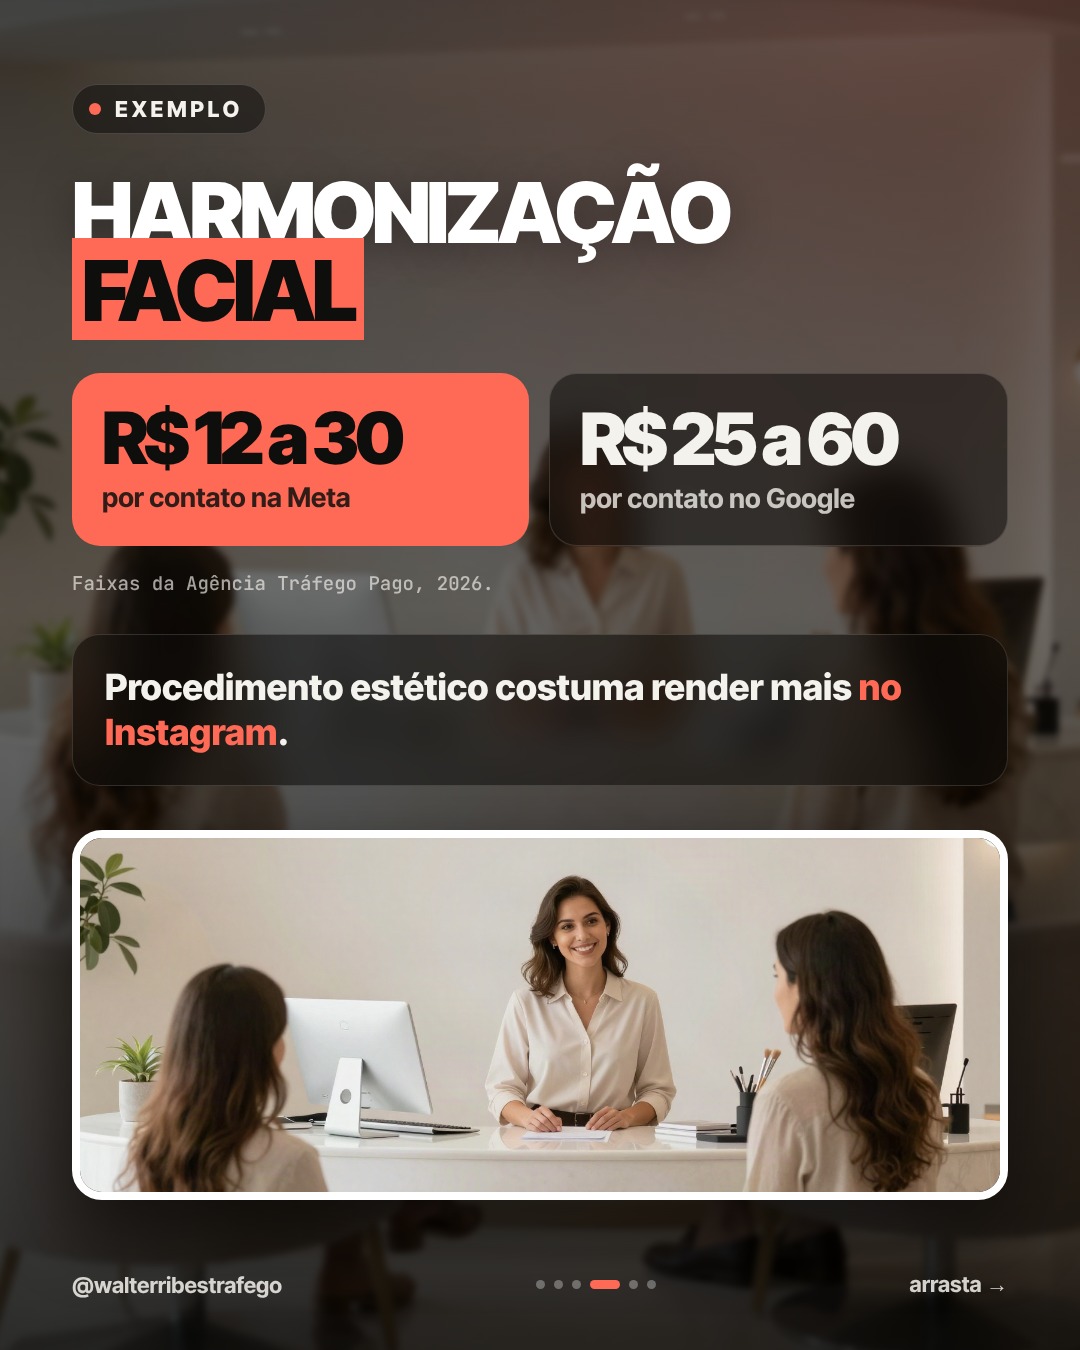 EXEMPLO
HARMONIZAÇÃO
FACIAL
R$ 12 a 30
por contato na Meta
R$ 25 a 60
por contato no Google
Faixas da Agência Tráfego Pago, 2026.
Procedimento estético costuma render mais no
Instagram.
@walterribestrafego
arrasta →